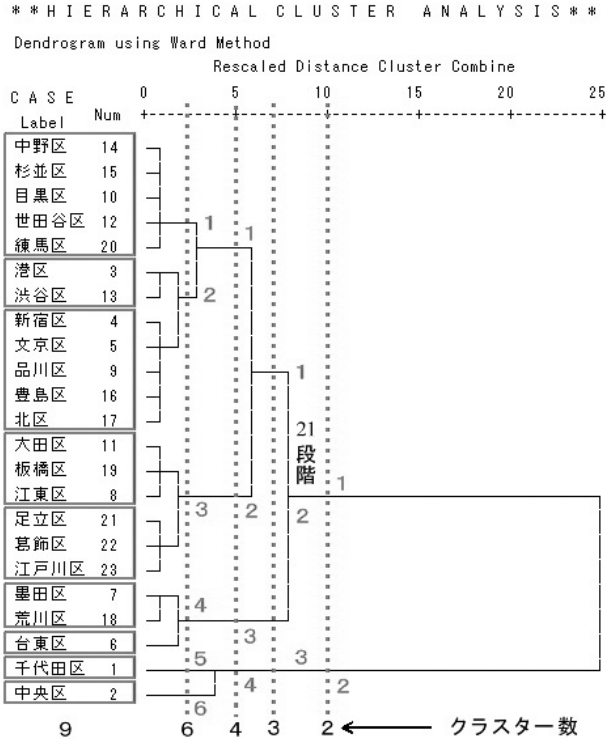 **HIERARCHICAL CLUSTER ANALYSIS**
Dendrogram using Ward Method
Rescaled Distance Cluster Combine
CASE 0 5 10 15 20 25
Label Num
中野区 14
杉並区 15
目黒区 10
世田谷区 12 1
練馬区 20 1
港区 3
渋谷区 13 2
新宿区 4
文京区 5
品川区 9 1
豊島区 16
北区 17
大田区 11 21
板橋区 19 段階 1
江東区 8
足立区 21 3 2 2
葛飾区 22
江戸川区 23
墨田区 7 4
荒川区 18
台東区 6 3
千代田区 1 5 3
中央区 2 4 2
6
9 6 4 3 2 クラスター数